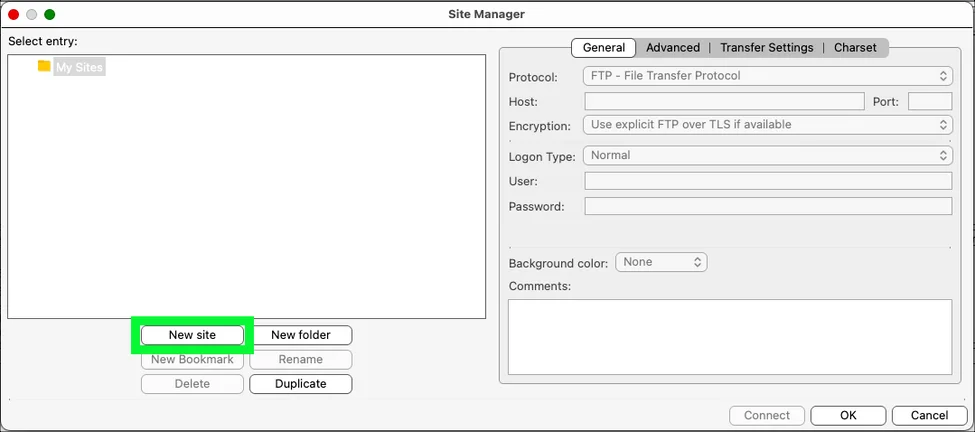 Site Manager
Select entry:
My Sites
New site
New folder
New Bookmark
Rename
Delete
Duplicate
General
Advanced
Transfer Settings
Charset
Protocol:
FTP - File Transfer Protocol
Host:
Port:
Encryption:
Use explicit FTP over TLS if available
Logon Type:
Normal
User:
Password:
Background color:
None
Comments:
Connect
OK
Cancel